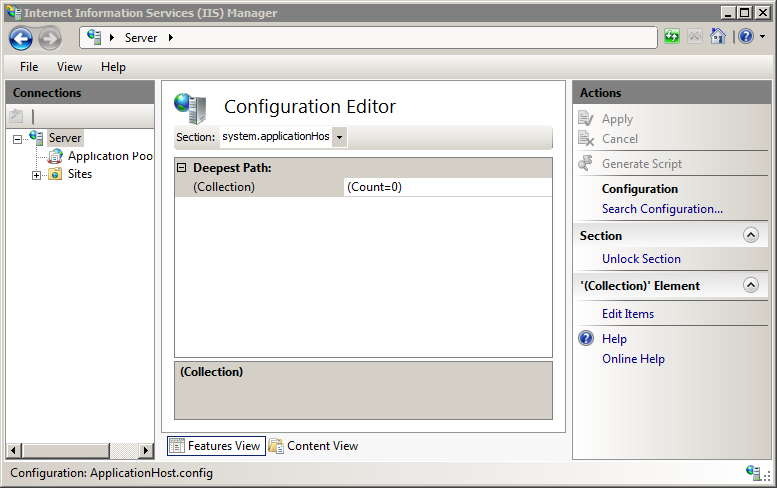 Internet Information Services (IIS) Manager
Server
File View Help
Connections
Server
Application Poo
Sites
Configuration Editor
Section: system.applicationHos
Deepest Path:
(Collection) (Count=0)
(Collection)
Features View Content View
Actions
Apply
Cancel
Generate Script
Configuration
Search Configuration...
Section
Unlock Section
'(Collection)' Element
Edit Items
Help
Online Help
Configuration: ApplicationHost.config